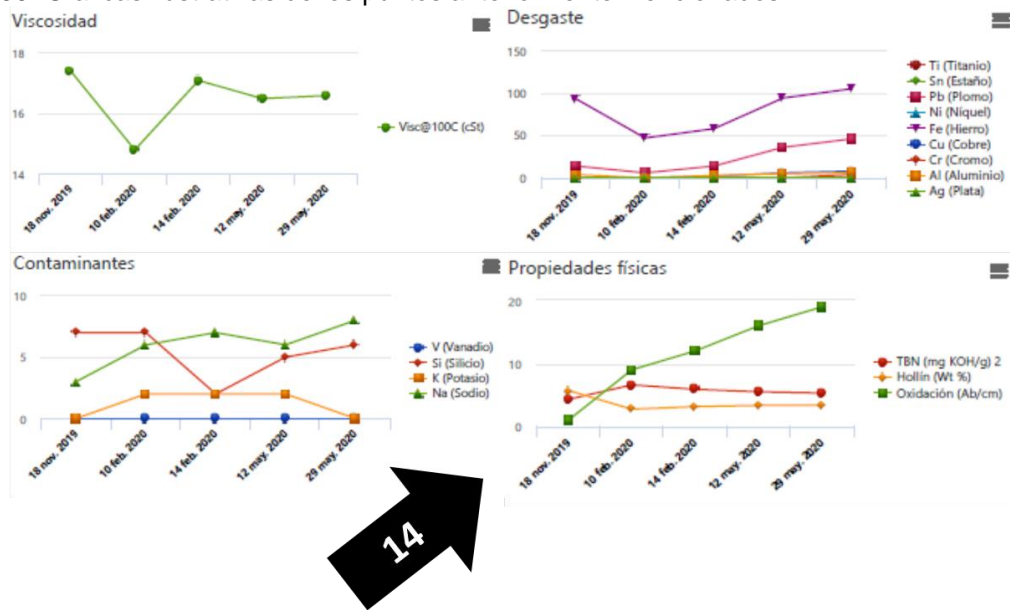 Viscosidad
18
16
14
18 nov. 2019
10 feb. 2020
14 feb. 2020
12 may. 2020
29 may. 2020
Visc@100C (cSt)
Desgaste
150
100
50
0
18 nov. 2019
10 feb. 2020
14 feb. 2020
12 may. 2020
29 may. 2020
Ti (Titanio)
Sn (Estaño)
Pb (Plomo)
Ni (Níquel)
Fe (Hierro)
Cu (Cobre)
Cr (Cromo)
Al (Aluminio)
Ag (Plata)
Contaminantes
10
5
0
18 nov. 2019
10 feb. 2020
14 feb. 2020
12 may. 2020
29 may. 2020
V (Vanadio)
Si (Silicio)
K (Potasio)
Na (Sodio)
Propiedades físicas
20
10
0
18 nov. 2019
10 feb. 2020
14 feb. 2020
12 may. 2020
29 may. 2020
TBN (mg KOH/g) 2
Hollín (Wt %)
Oxidación (Ab/cm)
14